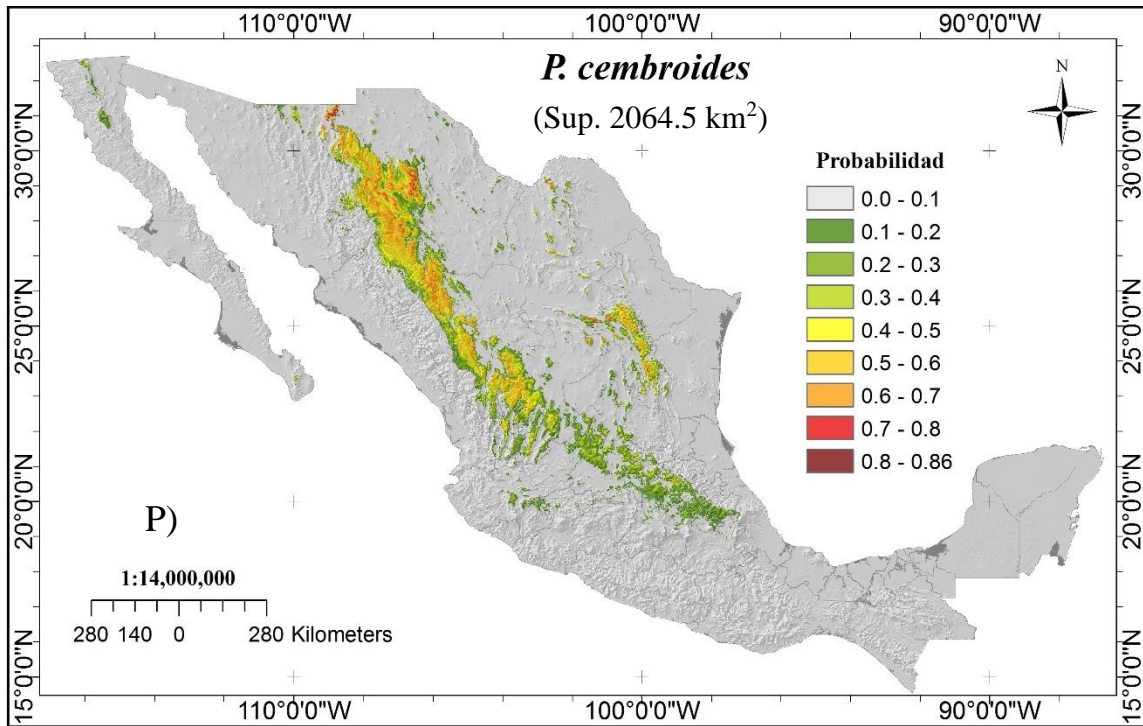 110°0'0"W 100°0'0"W 90°0'0"W
P. cembroides
(Sup. 2064.5 km²)
N
Probabilidad
0.0 - 0.1
0.1 - 0.2
0.2 - 0.3
0.3 - 0.4
0.4 - 0.5
0.5 - 0.6
0.6 - 0.7
0.7 - 0.8
0.8 - 0.86
30°0'0"N
25°0'0"N
20°0'0"N
15°0'0"N
30°0'0"N
25°0'0"N
20°0'0"N
15°0'0"N
P)
1:14,000,000
280 140 0 280 Kilometers
110°0'0"W 100°0'0"W 90°0'0"W